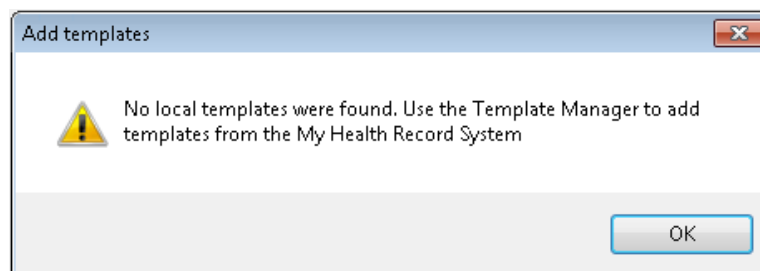 Add templates
No local templates were found. Use the Template Manager to add
templates from the My Health Record System
OK